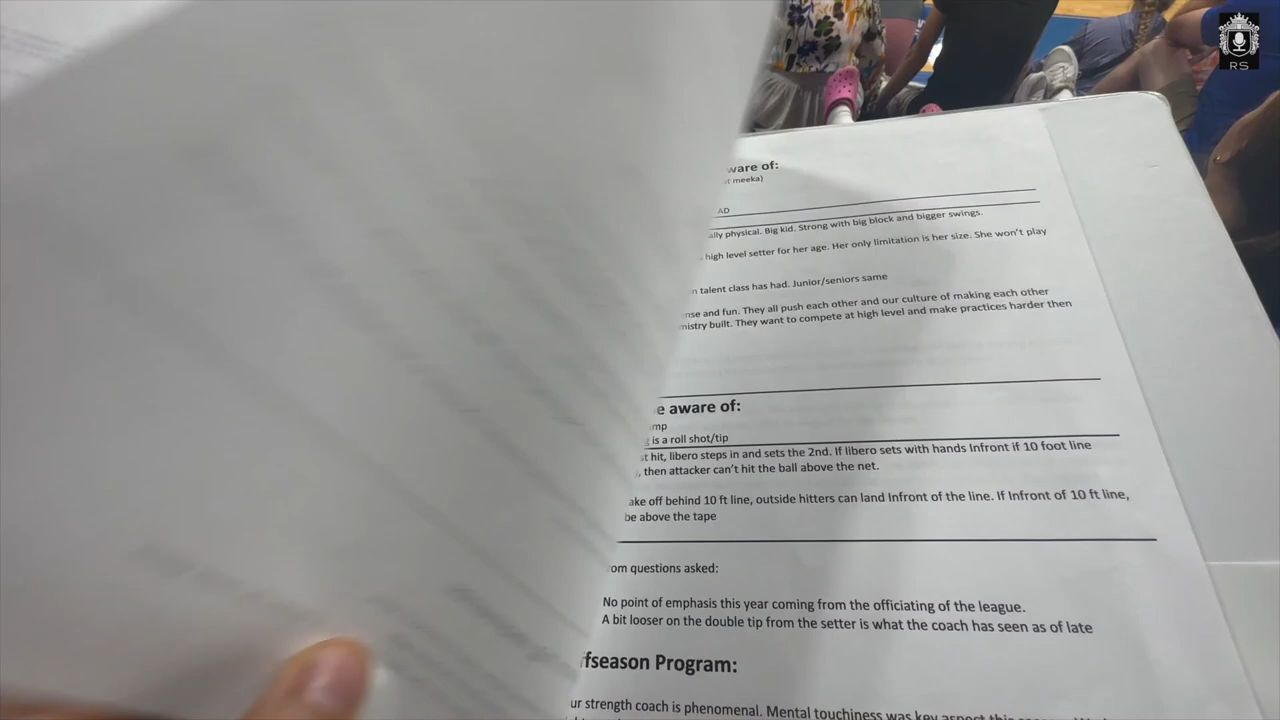 RS
ware of:
t meeka)
AD
ally physical. Big kid. Strong with big block and bigger swings.
high level setter for her age. Her only limitation is her size. She won't play
n talent class has had. Junior/seniors same
nse and fun. They all push each other and our culture of making each other
mistry built. They want to compete at high level and make practices harder then
e aware of:
mp
is a roll shot/tip
t hit, libero steps in and sets the 2nd. If libero sets with hands Infront if 10 foot line
, then attacker can't hit the ball above the net.
ake off behind 10 ft line, outside hitters can land Infront of the line. If Infront of 10 ft line,
be above the tape
om questions asked:
No point of emphasis this year coming from the officiating of the league.
A bit looser on the double tip from the setter is what the coach has seen as of late
ffseason Program:
ur strength coach is phenomenal. Mental touchiness was key aspect this